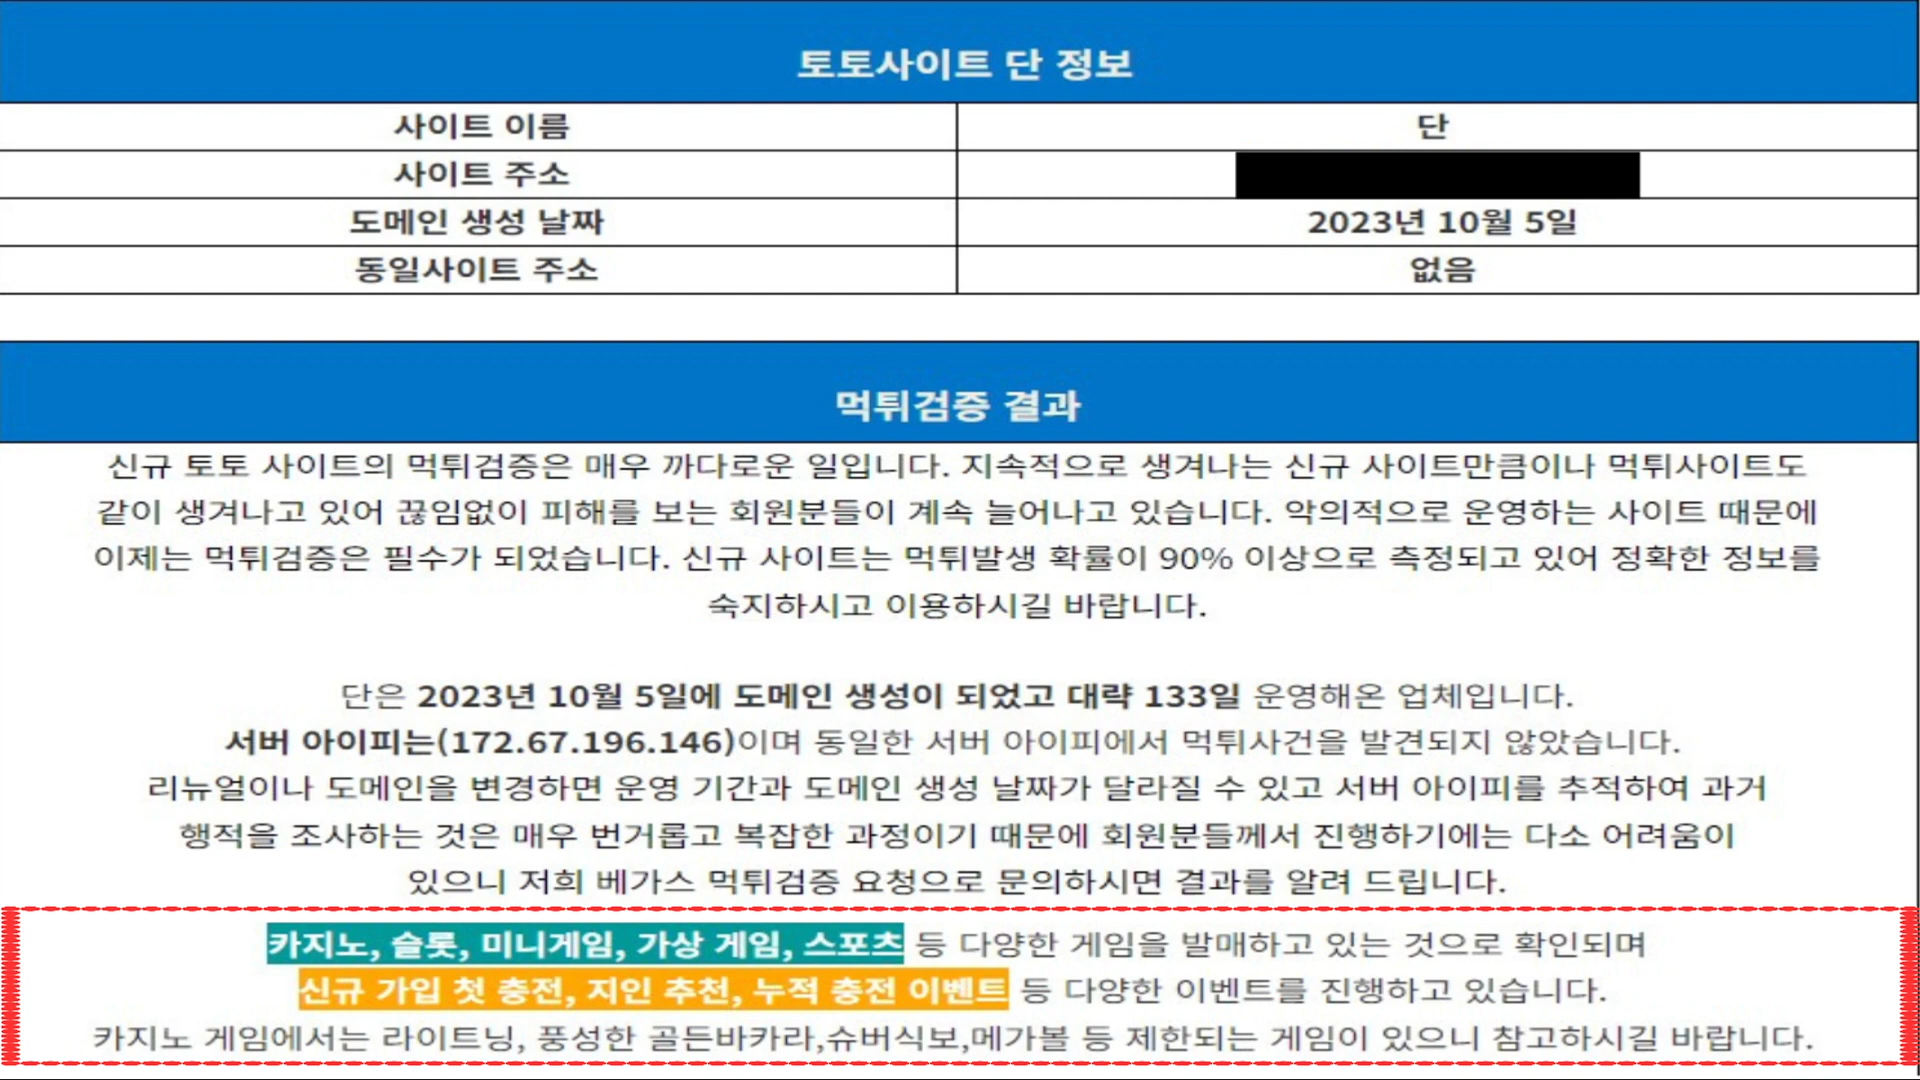 토토사이트 단 정보
사이트 이름 단
사이트 주소
도메인 생성 날짜 2023년 10월 5일
동일사이트 주소 없음
먹튀검증 결과
신규 토토 사이트의 먹튀검증은 매우 까다로운 일입니다. 지속적으로 생겨나는 신규 사이트만큼이나 먹튀사이트도
같이 생겨나고 있어 끊임없이 피해를 보는 회원분들이 계속 늘어나고 있습니다. 악의적으로 운영하는 사이트 때문에
이제는 먹튀검증은 필수가 되었습니다. 신규 사이트는 먹튀발생 확률이 90% 이상으로 측정되고 있어 정확한 정보를
숙지하시고 이용하시길 바랍니다.
단은 2023년 10월 5일에 도메인 생성이 되었고 대략 133일 운영해온 업체입니다.
서버 아이피는(172.67.196.146)이며 동일한 서버 아이피에서 먹튀사건을 발견되지 않았습니다.
리뉴얼이나 도메인을 변경하면 운영 기간과 도메인 생성 날짜가 달라질 수 있고 서버 아이피를 추적하여 과거
행적을 조사하는 것은 매우 번거롭고 복잡한 과정이기 때문에 회원분들께서 진행하기에는 다소 어려움이
있으니 저희 베가스 먹튀검증 요청으로 문의하시면 결과를 알려 드립니다.
카지노, 슬롯, 미니게임, 가상 게임, 스포츠 등 다양한 게임을 발매하고 있는 것으로 확인되며
신규 가입 첫 충전, 지인 추천, 누적 충전 이벤트 등 다양한 이벤트를 진행하고 있습니다.
카지노 게임에서는 라이트닝, 풍성한 골든바카라,슈버식보,메가볼 등 제한되는 게임이 있으니 참고하시길 바랍니다.